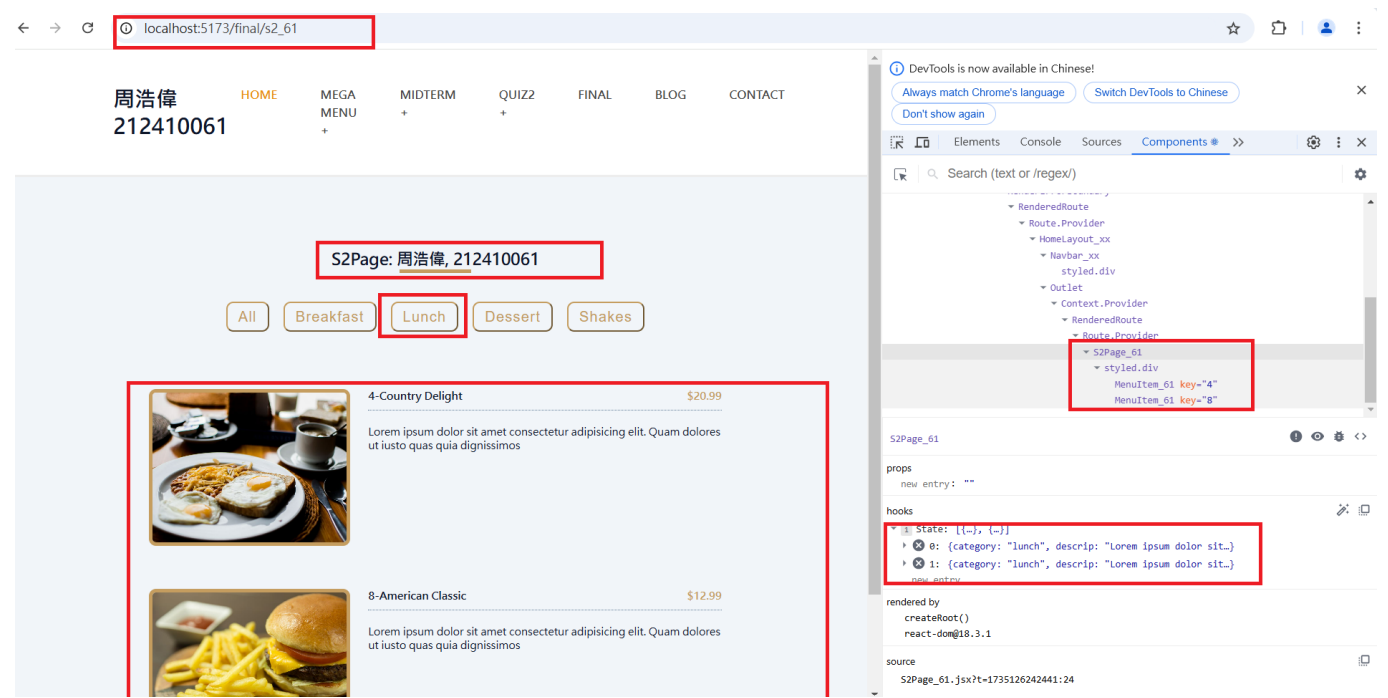 localhost:5173/final/s2_61
周浩偉
212410061
HOME
MEGA
MENU
+
MIDTERM
+
QUIZ2
+
FINAL
BLOG
CONTACT
S2Page: 周浩偉, 212410061
All
Breakfast
Lunch
Dessert
Shakes
4-Country Delight
$20.99
Lorem ipsum dolor sit amet consectetur adipisicing elit. Quam dolores
ut iusto quas quia dignissimos
8-American Classic
$12.99
Lorem ipsum dolor sit amet consectetur adipisicing elit. Quam dolores
ut iusto quas quia dignissimos
DevTools is now available in Chinese!
Always match Chrome's language
Switch DevTools to Chinese
Don't show again
Elements
Console
Sources
Components
Search (text or /regex/)
RenderedRoute
Route.Provider
HomeLayout_xx
Navbar_xx
styled.div
Outlet
Context.Provider
RenderedRoute
Route.Provider
S2Page_61
styled.div
MenuItem_61 key="4"
MenuItem_61 key="8"
S2Page_61
props
new entry: ""
hooks
1 State: [{…}, {…}]
0: {category: "lunch", descrip: "Lorem ipsum dolor sit…}
1: {category: "lunch", descrip: "Lorem ipsum dolor sit…}
new entry
rendered by
createRoot()
react-dom@18.3.1
source
S2Page_61.jsx?t=1735126242441:24